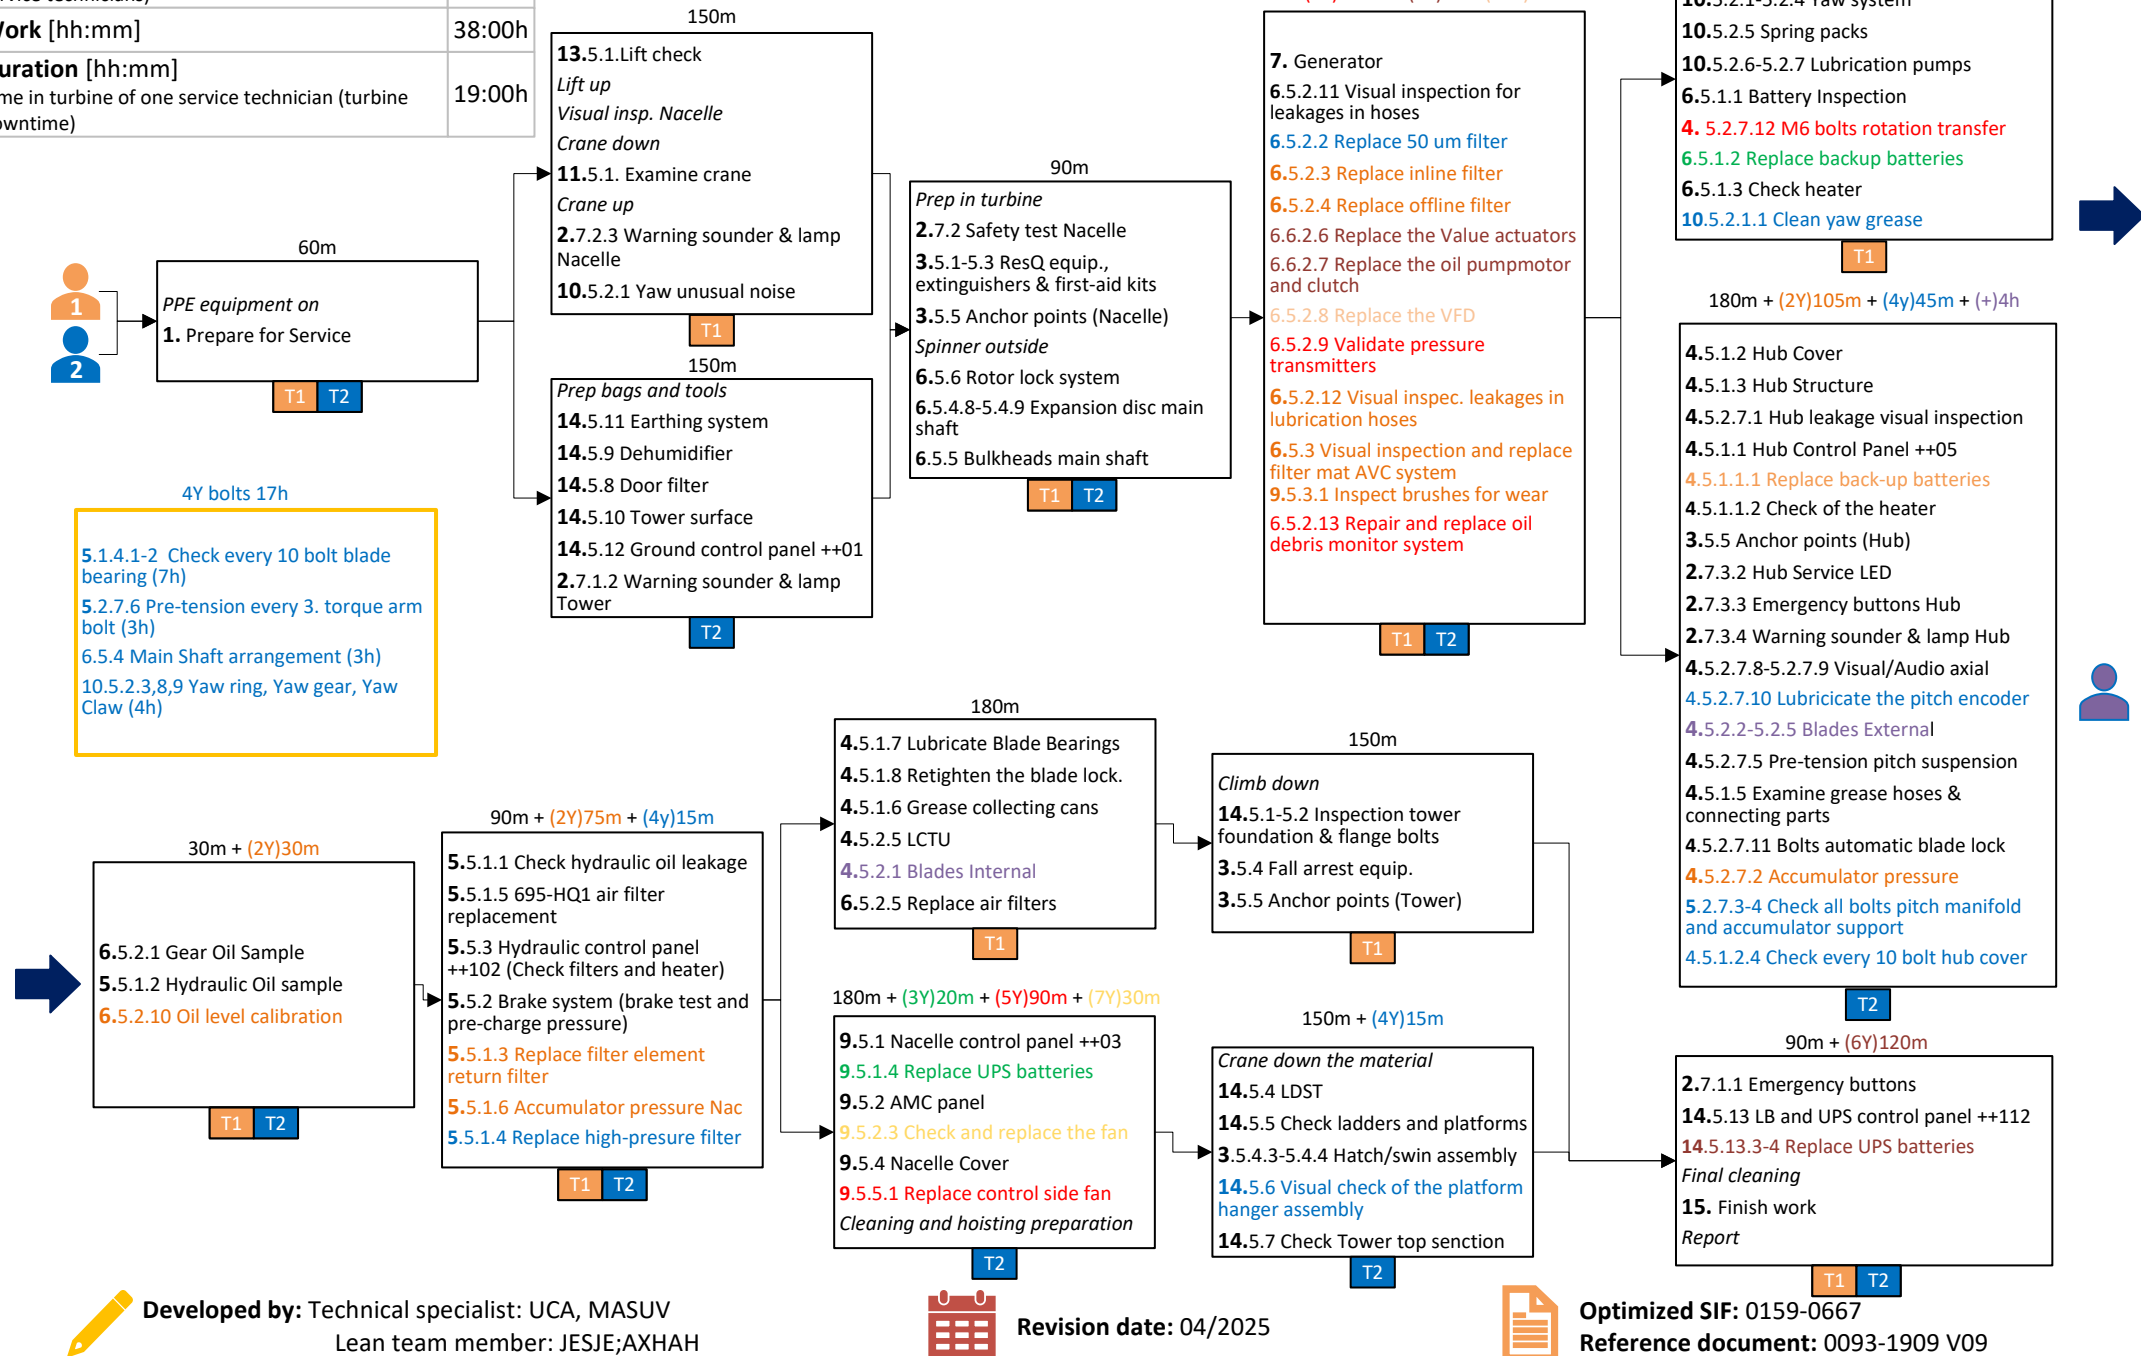 Work [hh:mm] 38:00h
Duration [hh:mm]
time in turbine of one service technician (turbine
downtime)
19:00h
1
2
60m
PPE equipment on
1. Prepare for Service
T1 T2
150m
13.5.1.Lift check
Lift up
Visual insp. Nacelle
Crane down
11.5.1. Examine crane
Crane up
2.7.2.3 Warning sounder & lamp
Nacelle
10.5.2.1 Yaw unusual noise
T1
150m
Prep bags and tools
14.5.11 Earthing system
14.5.9 Dehumidifier
14.5.8 Door filter
14.5.10 Tower surface
14.5.12 Ground control panel ++01
2.7.1.2 Warning sounder & lamp
Tower
T2
90m
Prep in turbine
2.7.2 Safety test Nacelle
3.5.1-5.3 ResQ equip.,
extinguishers & first-aid kits
3.5.5 Anchor points (Nacelle)
Spinner outside
6.5.6 Rotor lock system
6.5.4.8-5.4.9 Expansion disc main
shaft
6.5.5 Bulkheads main shaft
T1 T2
7. Generator
6.5.2.11 Visual inspection for
leakages in hoses
6.5.2.2 Replace 50 um filter
6.5.2.3 Replace inline filter
6.5.2.4 Replace offline filter
6.6.2.6 Replace the Value actuators
6.6.2.7 Replace the oil pumpmotor
and clutch
6.5.2.8 Replace the VFD
6.5.2.9 Validate pressure
transmitters
6.5.2.12 Visual inspec. leakages in
lubrication hoses
6.5.3 Visual inspection and replace
filter mat AVC system
9.5.3.1 Inspect brushes for wear
6.5.2.13 Repair and replace oil
debris monitor system
T1 T2
10.5.2.1-5.2.4 Yaw system
10.5.2.5 Spring packs
10.5.2.6-5.2.7 Lubrication pumps
6.5.1.1 Battery Inspection
4. 5.2.7.12 M6 bolts rotation transfer
6.5.1.2 Replace backup batteries
6.5.1.3 Check heater
10.5.2.1.1 Clean yaw grease
T1
180m + (2Y)105m + (4y)45m + (+)4h
4.5.1.2 Hub Cover
4.5.1.3 Hub Structure
4.5.2.7.1 Hub leakage visual inspection
4.5.1.1 Hub Control Panel ++05
4.5.1.1.1 Replace back-up batteries
4.5.1.1.2 Check of the heater
3.5.5 Anchor points (Hub)
2.7.3.2 Hub Service LED
2.7.3.3 Emergency buttons Hub
2.7.3.4 Warning sounder & lamp Hub
4.5.2.7.8-5.2.7.9 Visual/Audio axial
4.5.2.7.10 Lubricicate the pitch encoder
4.5.2.2-5.2.5 Blades External
4.5.2.7.5 Pre-tension pitch suspension
4.5.1.5 Examine grease hoses &
connecting parts
4.5.2.7.11 Bolts automatic blade lock
4.5.2.7.2 Accumulator pressure
5.2.7.3-4 Check all bolts pitch manifold
and accumulator support
4.5.1.2.4 Check every 10 bolt hub cover
T2
4Y bolts 17h
5.1.4.1-2  Check every 10 bolt blade
bearing (7h)
5.2.7.6 Pre-tension every 3. torque arm
bolt (3h)
6.5.4 Main Shaft arrangement (3h)
10.5.2.3,8,9 Yaw ring, Yaw gear, Yaw
Claw (4h)
30m + (2Y)30m
6.5.2.1 Gear Oil Sample
5.5.1.2 Hydraulic Oil sample
6.5.2.10 Oil level calibration
T1 T2
90m + (2Y)75m + (4y)15m
5.5.1.1 Check hydraulic oil leakage
5.5.1.5 695-HQ1 air filter
replacement
5.5.3 Hydraulic control panel
++102 (Check filters and heater)
5.5.2 Brake system (brake test and
pre-charge pressure)
5.5.1.3 Replace filter element
return filter
5.5.1.6 Accumulator pressure Nac
5.5.1.4 Replace high-presure filter
T1 T2
180m
4.5.1.7 Lubricate Blade Bearings
4.5.1.8 Retighten the blade lock.
4.5.1.6 Grease collecting cans
4.5.2.5 LCTU
4.5.2.1 Blades Internal
6.5.2.5 Replace air filters
T1
180m + (3Y)20m + (5Y)90m + (7Y)30m
9.5.1 Nacelle control panel ++03
9.5.1.4 Replace UPS batteries
9.5.2 AMC panel
9.5.2.3 Check and replace the fan
9.5.4 Nacelle Cover
9.5.5.1 Replace control side fan
Cleaning and hoisting preparation
T2
150m
Climb down
14.5.1-5.2 Inspection tower
foundation & flange bolts
3.5.4 Fall arrest equip.
3.5.5 Anchor points (Tower)
T1
150m + (4Y)15m
Crane down the material
14.5.4 LDST
14.5.5 Check ladders and platforms
3.5.4.3-5.4.4 Hatch/swin assembly
14.5.6 Visual check of the platform
hanger assembly
14.5.7 Check Tower top senction
T2
90m + (6Y)120m
2.7.1.1 Emergency buttons
14.5.13 LB and UPS control panel ++112
14.5.13.3-4 Replace UPS batteries
Final cleaning
15. Finish work
Report
T1 T2
Developed by: Technical specialist: UCA, MASUV
Lean team member: JESJE;AXHAH
Revision date: 04/2025
Optimized SIF: 0159-0667
Reference document: 0093-1909 V09